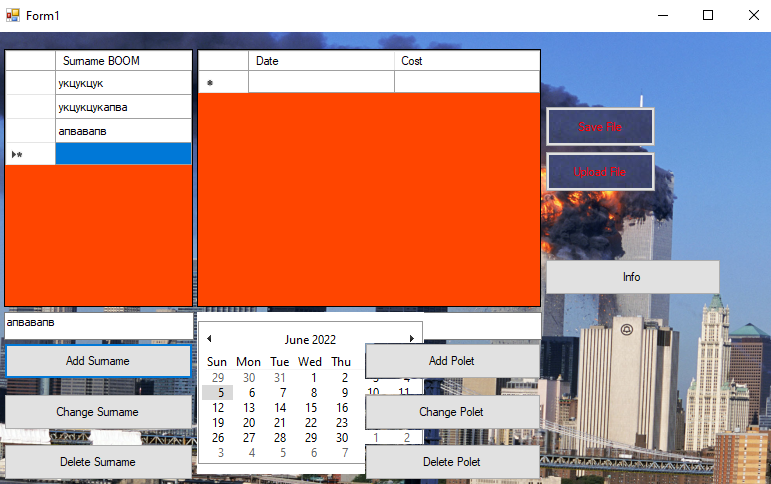 Form1
Surname BOOM
укцукцук
укцукцукапва
апвавапв
Date Cost
Save File
Upload File
Info
апвавапв
Add Surname
Change Surname
Delete Surname
June 2022
Sun Mon Tue Wed Thu
29 30 31 1 2 3 4
5 6 7 8 9 10 11
12 13 14 15 16
19 20 21 22 23
26 27 28 29 30 1 2
3 4 5 6 7
Add Polet
Change Polet
Delete Polet